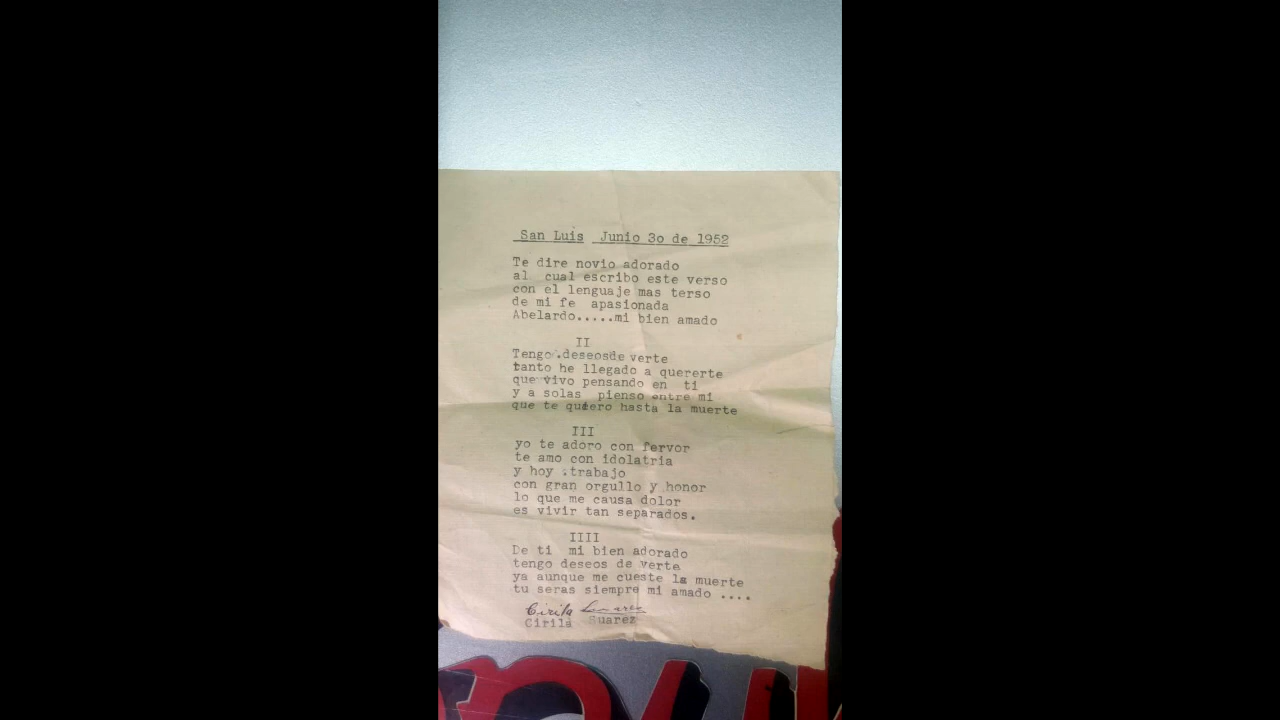 San Luis Junio 3o de 1952
Te dire novio adorado
al cual escribo este verso
con el lenguaje mas terso
de mi fe apasionada
Abelardo.....mi bien amado
II
Tengo.deseosde verte
tanto he llegado a quererte
que vivo pensando en ti
y a solas pienso entre mi
que te quiero hasta la muerte
III
yo te adoro con fervor
te amo con idolatria
y hoy .trabajo
con gran orgullo y honor
lo que me causa dolor
es vivir tan separados.
IIII
De ti mi bien adorado
tengo deseos de verte
ya aunque me cueste la muerte
tu seras siempre mi amado ....
Cirila
Cirila Suarez